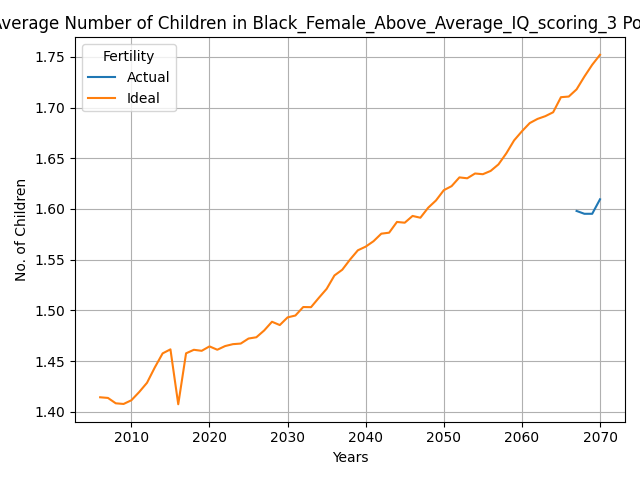 Average Number of Children in Black_Female_Above_Average_IQ_scoring_3 Po
Fertility
Actual
Ideal
No. of Children
1.75
1.70
1.65
1.60
1.55
1.50
1.45
1.40
2010 2020 2030 2040 2050 2060 2070
Years